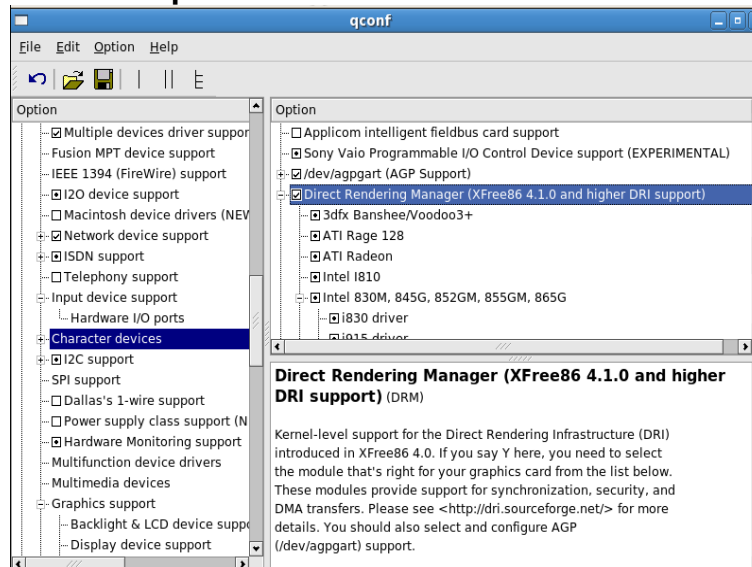 qconf
File Edit Option Help
Option
Multiple devices driver suppor
Fusion MPT device support
IEEE 1394 (FireWire) support
I2O device support
Macintosh device drivers (NEW
Network device support
ISDN support
Telephony support
Input device support
Hardware I/O ports
Character devices
I2C support
SPI support
Dallas's 1-wire support
Power supply class support (N
Hardware Monitoring support
Multifunction device drivers
Multimedia devices
Graphics support
Backlight & LCD device suppo
Display device support
Option
Applicom intelligent fieldbus card support
Sony Vaio Programmable I/O Control Device support (EXPERIMENTAL)
/dev/agpgart (AGP Support)
Direct Rendering Manager (XFree86 4.1.0 and higher DRI support)
3dfx Banshee/Voodoo3+
ATI Rage 128
ATI Radeon
Intel I810
Intel 830M, 845G, 852GM, 855GM, 865G
i830 driver
i915 driver
Direct Rendering Manager (XFree86 4.1.0 and higher
DRI support) (DRM)
Kernel-level support for the Direct Rendering Infrastructure (DRI)
introduced in XFree86 4.0. If you say Y here, you need to select
the module that's right for your graphics card from the list below.
These modules provide support for synchronization, security, and
DMA transfers. Please see <http://dri.sourceforge.net/> for more
details. You should also select and configure AGP
(/dev/agpgart) support.